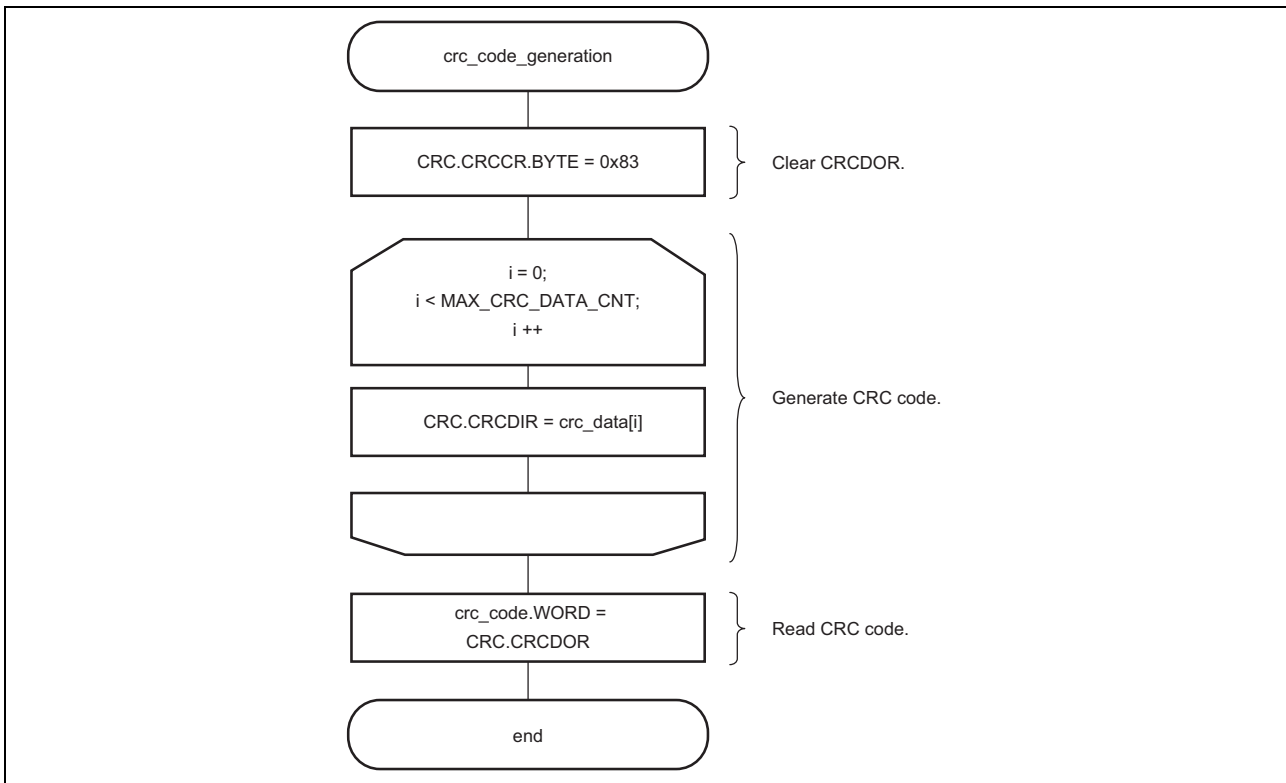 crc_code_generation
CRC.CRCCR.BYTE = 0x83
Clear CRCDOR.
i = 0;
i < MAX_CRC_DATA_CNT;
i ++
CRC.CRCDIR = crc_data[i]
Generate CRC code.
crc_code.WORD =
CRC.CRCDOR
Read CRC code.
end